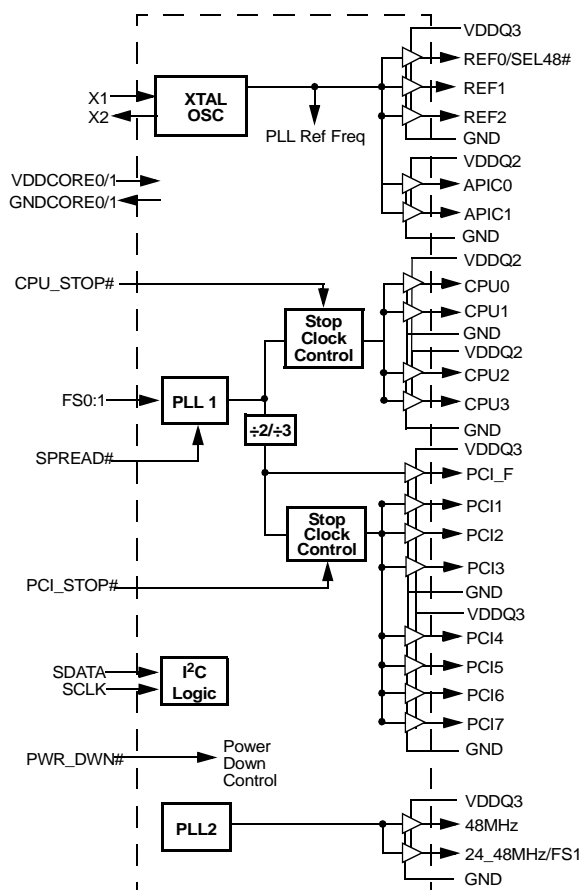 VDDQ3
REF0/SEL48#
X1
XTAL
OSC
REF1
X2
REF2
PLL Ref Freq
GND
VDDQ2
VDDCORE0/1
APIC0
GNDCORE0/1
APIC1
GND
VDDQ2
CPU_STOP#
CPU0
Stop
Clock
Control
CPU1
GND
VDDQ2
CPU2
FS0:1
PLL 1
CPU3
÷2/÷3
GND
VDDQ3
SPREAD#
PCI_F
Stop
Clock
Control
PCI1
PCI2
PCI3
PCI_STOP#
GND
VDDQ3
PCI4
SDATA
SCLK
I²C
Logic
PCI5
PCI6
PCI7
PWR_DWN#
Power
Down
Control
GND
VDDQ3
PLL2
48MHz
24_48MHz/FS1
GND